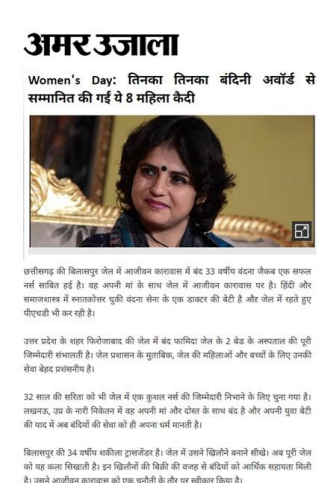 अमर उजाला
Women's Day: तिनका तिनका बंदिनी अवॉर्ड से
सम्मानित की गईं ये 8 महिला कैदी
छत्तीसगढ़ की बिलासपुर जेल में आजीवन कारावास में बंद 33 वर्षीय वंदना जैकब एक सफल
नर्स साबित हई है। वह अपनी मां के साथ जेल में आजीवन कारावास पर है। हिंदी और
समाजशास्त्र में स्नातकोत्तर चुकी वंदना सेना के एक डाक्टर की बेटी है और जेल में रहते हुए
पीएचडी भी कर रही है।
उत्तर प्रदेश के शहर फिरोजाबाद की जेल में बंद फामिदा जेल के 2 बेड के अस्पताल की पूरी
जिम्मेदारी संभालती है। जेल प्रशासन के मुताबिक, जेल की महिलाओं और बच्चों के लिए उनकी
सेवा बेहद प्रशंसनीय है।
32 साल की सरिता को भी जेल में एक कुशल नर्स की जिम्मेदारी निभाने के लिए चुना गया है।
लखनऊ, उप्र के नारी निकेतन में वह अपनी मां और दोस्त के साथ बंद है और अपनी युवा बेटी
की याद में अब बंदियों की सेवा को ही अपना धर्म मानती है।
बिलासपुर की 34 वर्षीय शकीला ट्रासजेंडर है। जेल में उसने खिलौने बनाने सीखे। अब पूरी जेल
को यह कला सिखाती है। इन खिलौनों की बिक्री की वजह से बंदियों को आर्थिक सहायता मिली
है। उसने आजीवन कारावास को एक चुनौती के तौर पर स्वीकार किया है।